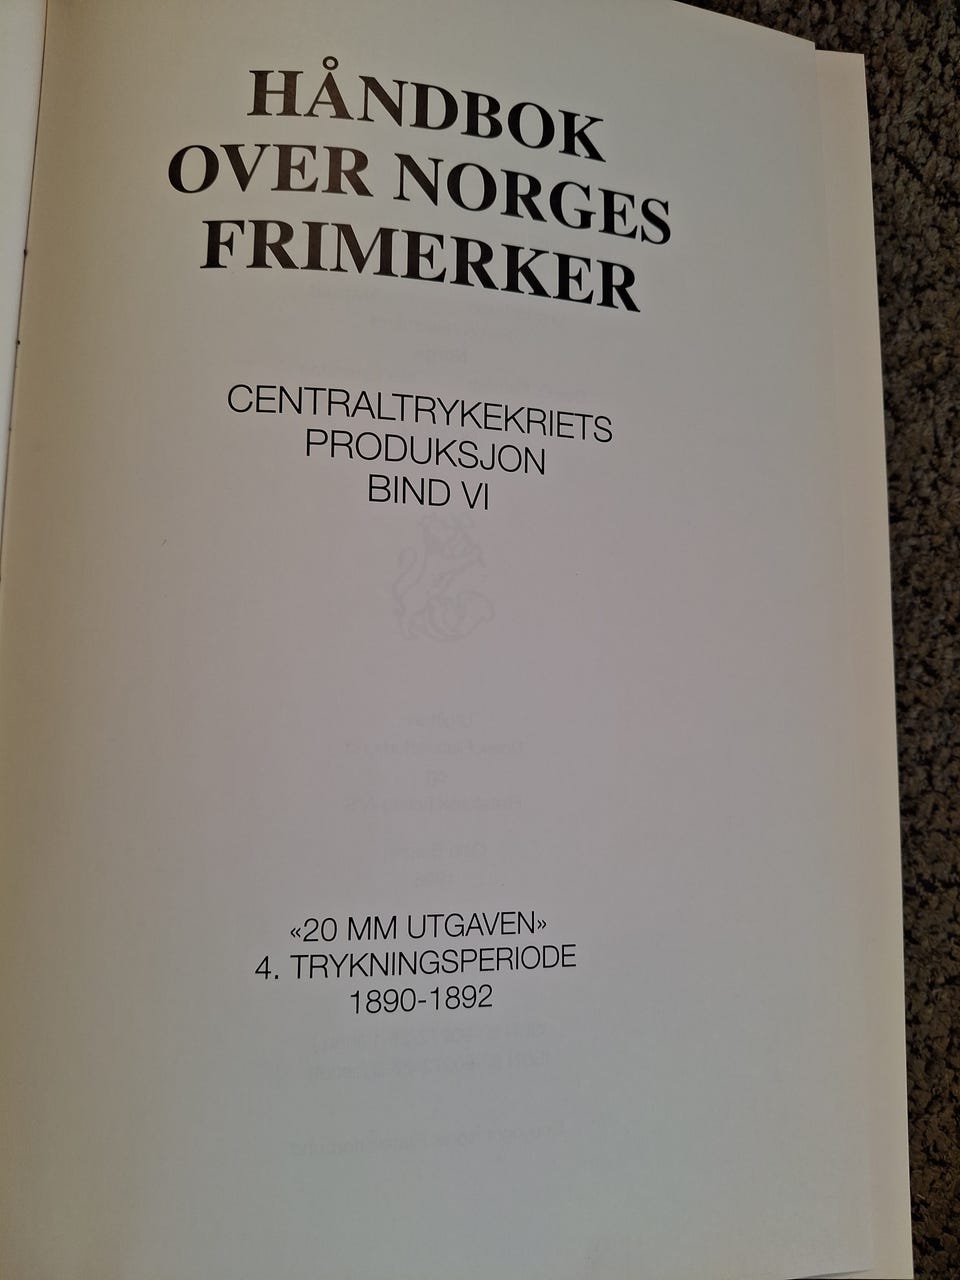 HÅNDBOK
OVER NORGES
FRIMERKER
CENTRALTRYKEKRIETS
PRODUKSJON
BIND VI
«20 MM UTGAVEN»
4. TRYKNINGSPERIODE
1890-1892